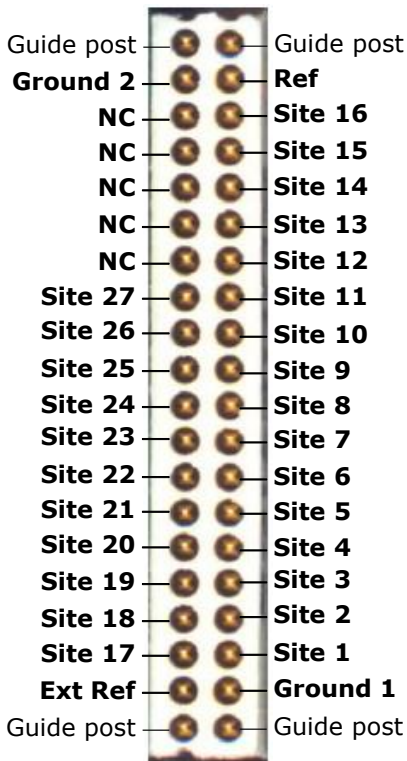 Guide post Guide post
Ground 2 Ref
NC Site 16
NC Site 15
NC Site 14
NC Site 13
NC Site 12
Site 27 Site 11
Site 26 Site 10
Site 25 Site 9
Site 24 Site 8
Site 23 Site 7
Site 22 Site 6
Site 21 Site 5
Site 20 Site 4
Site 19 Site 3
Site 18 Site 2
Site 17 Site 1
Ext Ref Ground 1
Guide post Guide post